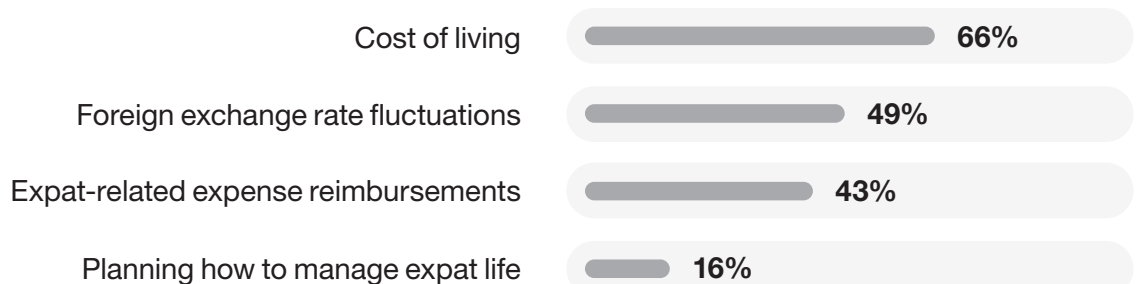 Cost of living 66%
Foreign exchange rate fluctuations 49%
Expat-related expense reimbursements 43%
Planning how to manage expat life 16%